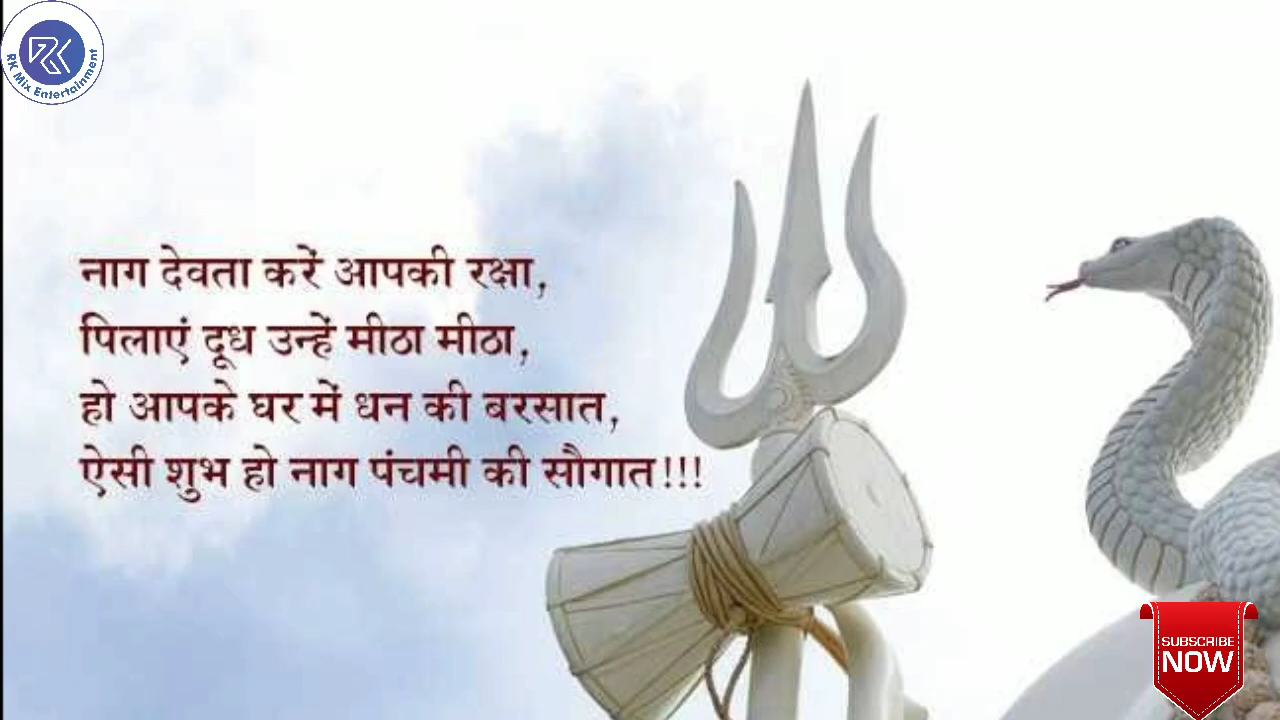 RK Mix Entertainment
नाग देवता करें आपकी रक्षा,
पिलाएं दूध उन्हें मीठा मीठा,
हो आपके घर में धन की बरसात,
ऐसी शुभ हो नाग पंचमी की सौगात!!!
SUBSCRIBE
NOW